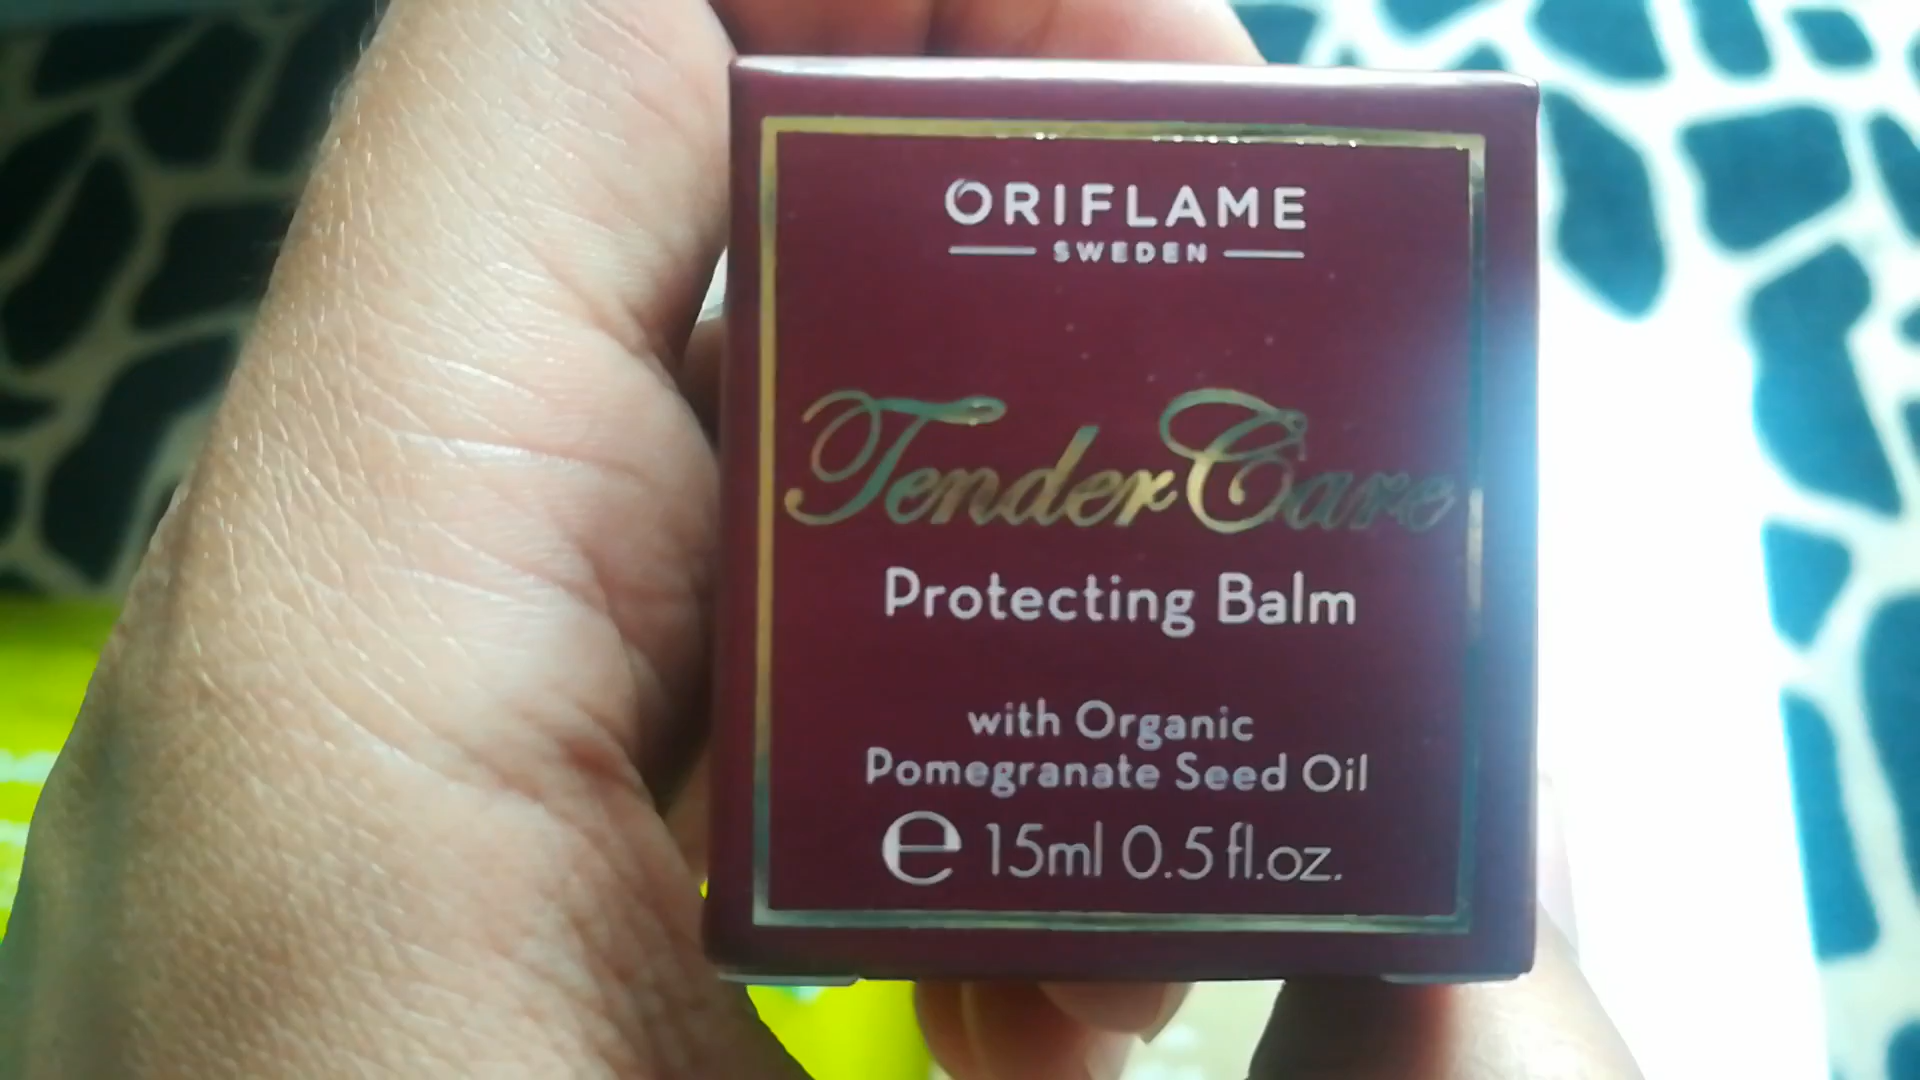 ORIFLAME
SWEDEN
Tender Care
Protecting Balm
with Organic
Pomegranate Seed Oil
℮ 15ml 0.5 fl.oz.